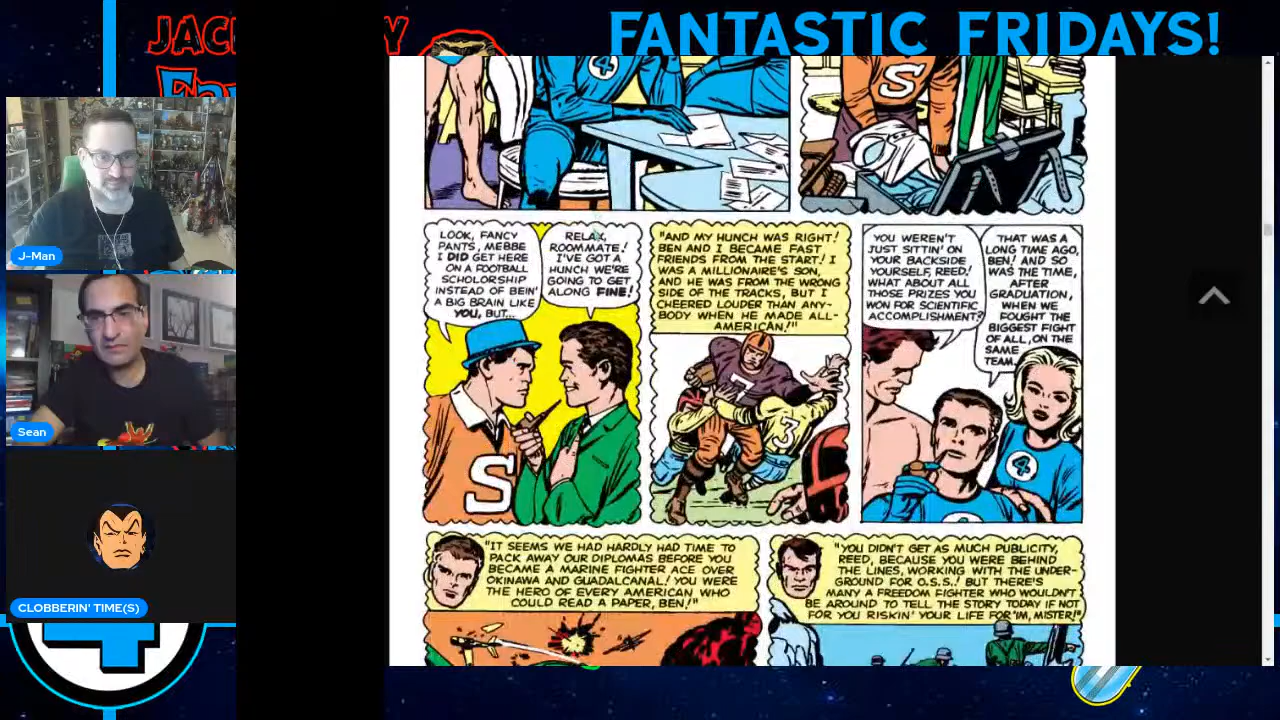 FANTASTIC FRIDAYS!
J-Man
Sean
CLOBBERIN' TIME(S)
4
S
LOOK, FANCY
PANTS, MEBBE
I DID GET HERE
ON A FOOTBALL
SCHOLORSHIP
INSTEAD OF BEIN'
A BIG BRAIN LIKE
YOU, BUT...
RELAX,
ROOMMATE!
I'VE GOT A
HUNCH WE'RE
GOING TO GET
ALONG FINE!
S
"AND MY HUNCH WAS RIGHT!
BEN AND I BECAME FAST
FRIENDS FROM THE START! I
WAS A MILLIONAIRE'S SON,
AND HE WAS FROM THE WRONG
SIDE OF THE TRACKS, BUT I
CHEERED LOUDER THAN ANY-
BODY WHEN HE MADE ALL-
AMERICAN!"
7
3
YOU WEREN'T
JUST SITTIN' ON
YOUR BACKSIDE
YOURSELF, REED!
WHAT ABOUT ALL
THOSE PRIZES YOU
WON FOR SCIENTIFIC
ACCOMPLISHMENT?
THAT WAS A
LONG TIME AGO,
BEN! AND SO
WAS THE TIME,
AFTER
GRADUATION,
WHEN WE
FOUGHT THE
BIGGEST FIGHT
OF ALL, ON THE
SAME
TEAM...
4
"IT SEEMS WE HAD HARDLY HAD TIME TO
PACK AWAY OUR DIPLOMAS BEFORE YOU
BECAME A MARINE FIGHTER ACE OVER
OKINAWA AND GUADALCANAL! YOU WERE
THE HERO OF EVERY AMERICAN WHO
COULD READ A PAPER, BEN!"
"YOU DIDN'T GET AS MUCH PUBLICITY,
REED, BECAUSE YOU WERE BEHIND
THE LINES, WORKING WITH THE UNDER-
GROUND FOR O.S.S.! BUT THERE'S
MANY A FREEDOM FIGHTER WHO WOULDN'T
BE AROUND TO TELL THE STORY TODAY IF NOT
FOR YOU RISKIN' YOUR LIFE FOR 'IM, MISTER!"